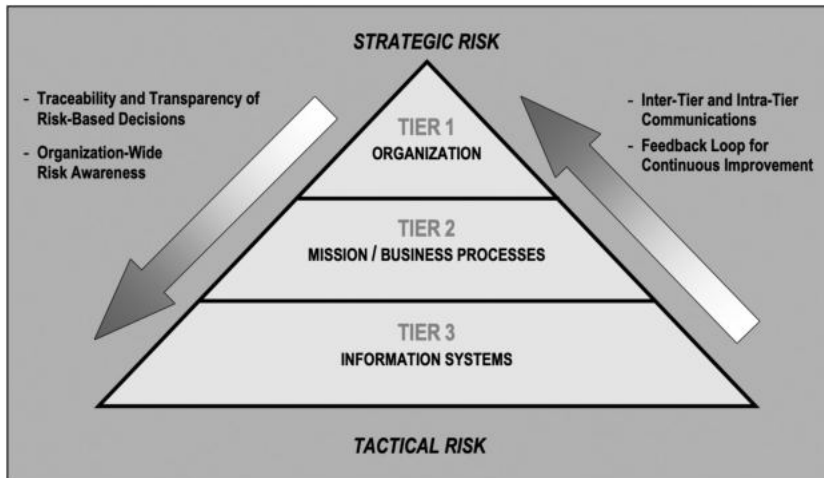 STRATEGIC RISK
- Traceability and Transparency of
Risk-Based Decisions
- Organization-Wide
Risk Awareness
- Inter-Tier and Intra-Tier
Communications
- Feedback Loop for
Continuous Improvement
TIER 1
ORGANIZATION
TIER 2
MISSION / BUSINESS PROCESSES
TIER 3
INFORMATION SYSTEMS
TACTICAL RISK